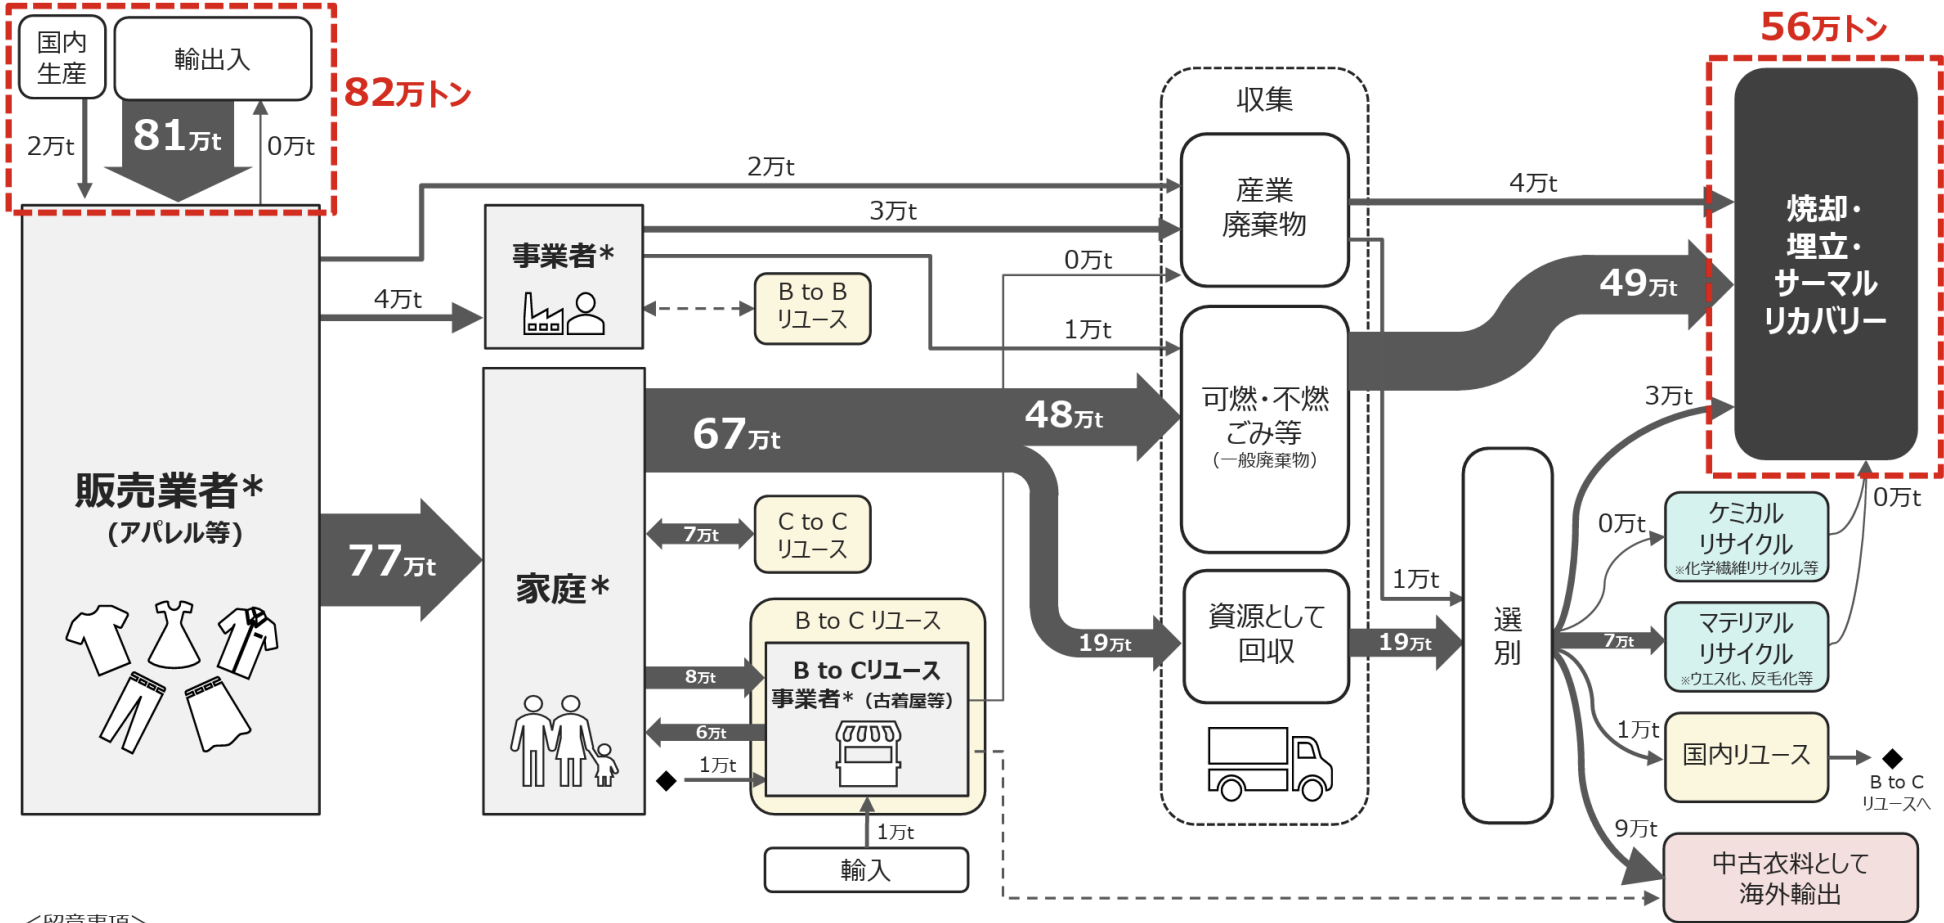 国内
生産
輸出入
82万トン
2万t
81万t
0万t
56万トン
収集
2万t
3万t
0万t
4万t
4万t
1万t
49万t
事業者*
B to B
リユース
産業
廃棄物
焼却・
埋立・
サーマル
リカバリー
販売業者*
(アパレル等)
77万t
67万t
48万t
可燃・不燃
ごみ等
(一般廃棄物)
3万t
0万t
家庭*
7万t
C to C
リユース
19万t
資源として
回収
19万t
1万t
選
別
0万t
ケミカル
リサイクル
※化学繊維リサイクル等
7万t
マテリアル
リサイクル
※ウエス化、反毛化等
B to C リユース
B to Cリユース
事業者*（古着屋等）
8万t
6万t
◆
1万t
1万t
輸入
1万t
国内リユース
◆
B to C
リユースへ
9万t
中古衣料として
海外輸出
＜留意事項＞